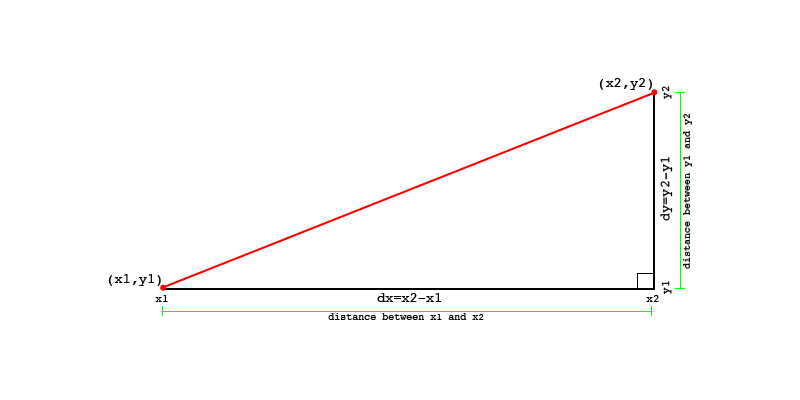 (x2,y2)
y2
distance between y1 and y2
dy=y2-y1
(x1,y1)
y1
x1
dx=x2-x1
x2
distance between x1 and x2